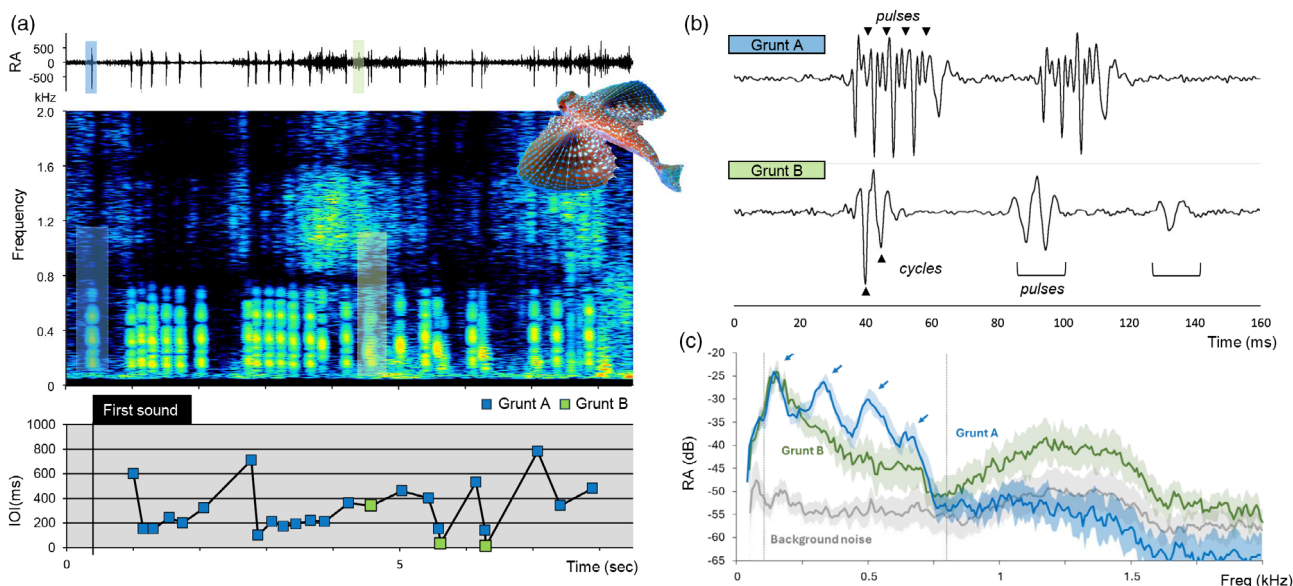 (a)
RA
500
0
-500
kHz
2.0
1.6
1.2
0.8
0.4
0
Frequency
First sound
Grunt A
Grunt B
1000
800
600
400
200
0
IOI(ms)
5
Time (sec)
(b)
pulses
Grunt A
Grunt B
cycles
pulses
0 20 40 60 80 100 120 140 160
Time (ms)
(c)
-20
-25
-30
-35
-40
-45
-50
-55
-60
-65
RA (dB)
Grunt A
Grunt B
Background noise
0 0.5 1 1.5
Freq (kHz)